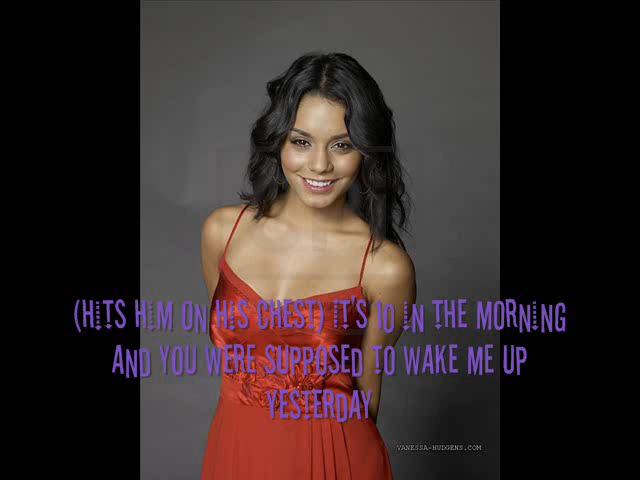 (HITS HIM ON HIS CHEST) IT'S 10 IN THE MORNING
AND YOU WERE SUPPOSED TO WAKE ME UP
YESTERDAY
VANESSA-HUDGENS.COM